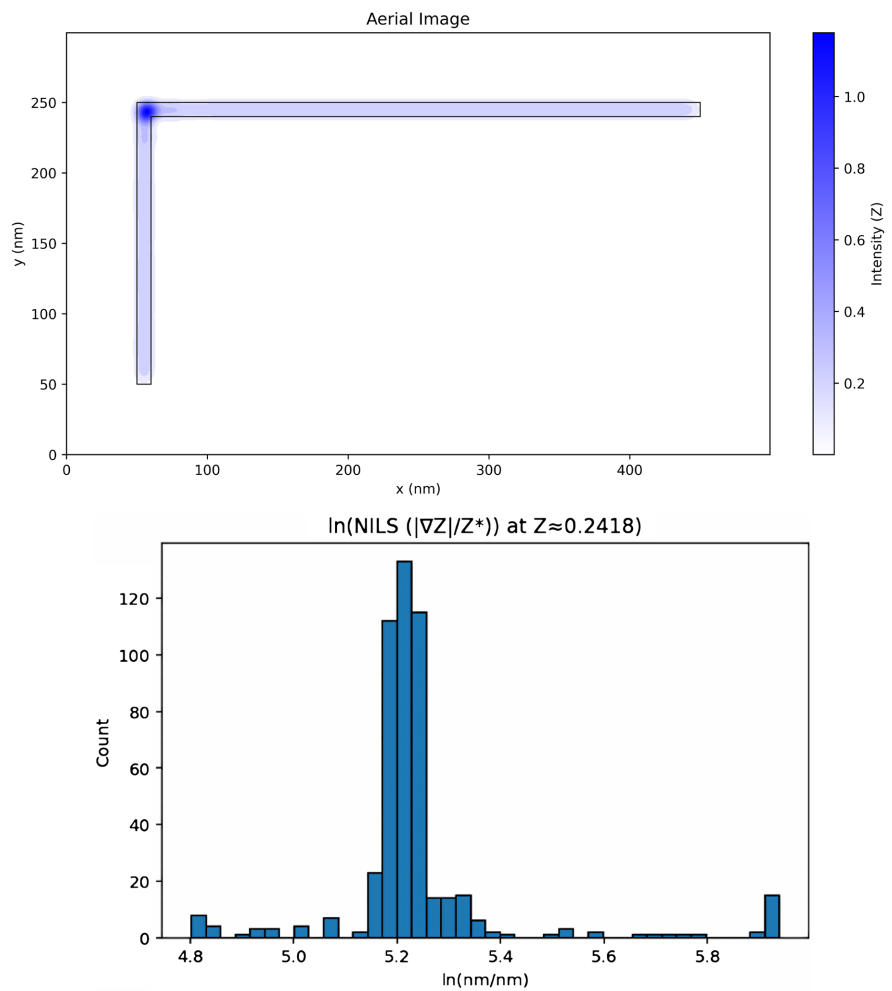 Aerial Image
250
200
150
100
50
0
y (nm)
0 100 200 300 400
x (nm)
1.0
0.8
0.6
0.4
0.2
Intensity (Z)
ln(NILS (|∇Z|/Z*)) at Z≈0.2418)
120
100
80
60
40
20
0
Count
4.8 5.0 5.2 5.4 5.6 5.8
ln(nm/nm)